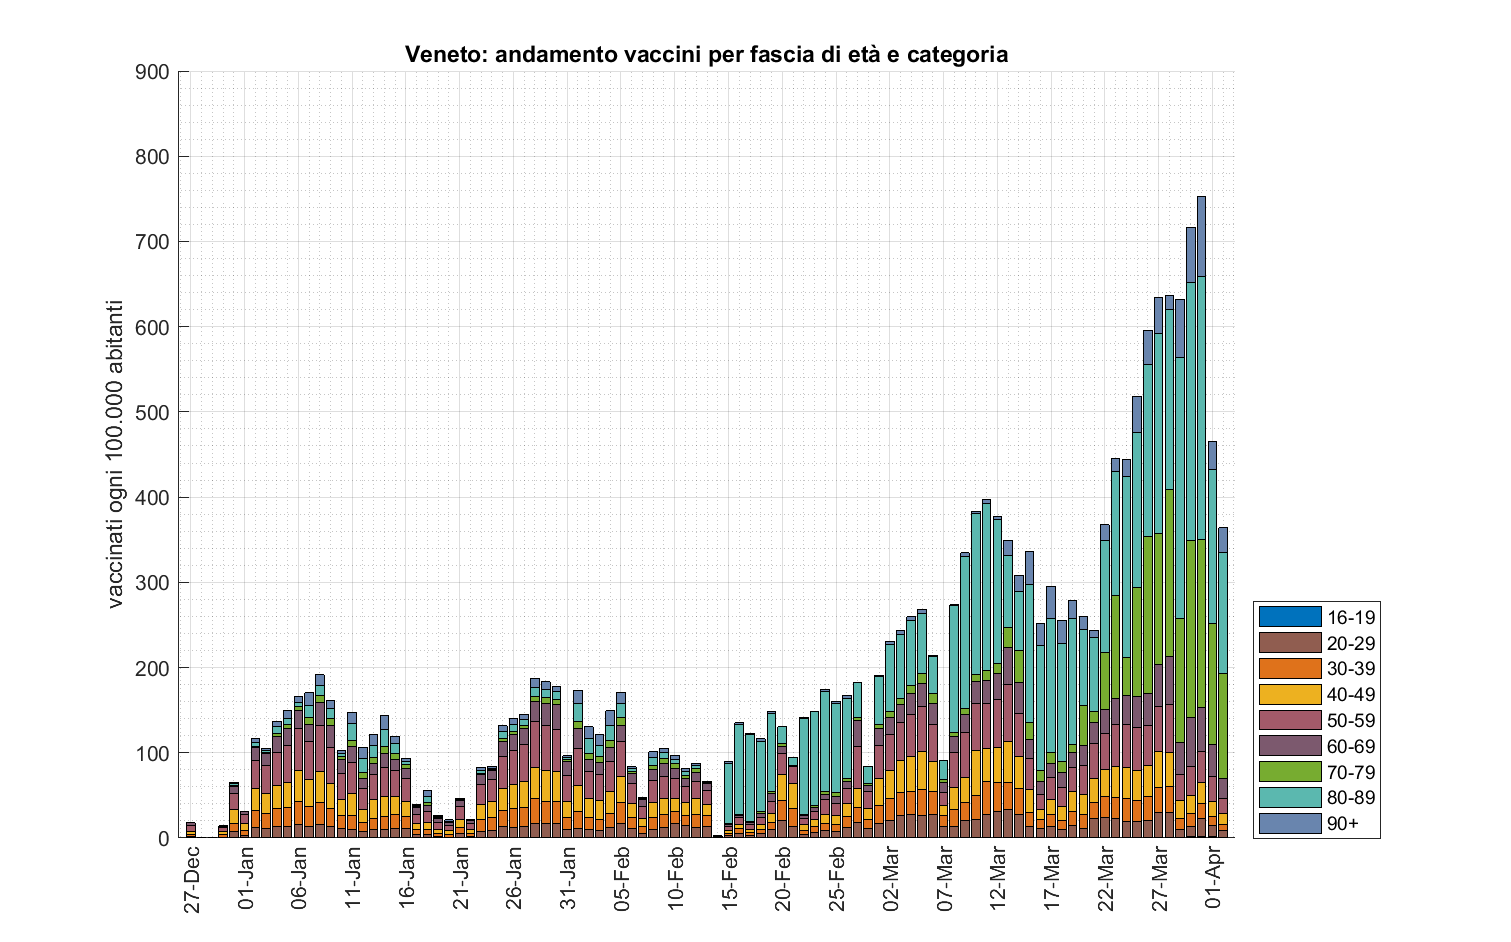 Veneto: andamento vaccini per fascia di età e categoria
vaccinati ogni 100.000 abitanti
900
800
700
600
500
400
300
200
100
0
27-Dec
01-Jan
06-Jan
11-Jan
16-Jan
21-Jan
26-Jan
31-Jan
05-Feb
10-Feb
15-Feb
20-Feb
25-Feb
02-Mar
07-Mar
12-Mar
17-Mar
22-Mar
27-Mar
01-Apr
16-19
20-29
30-39
40-49
50-59
60-69
70-79
80-89
90+